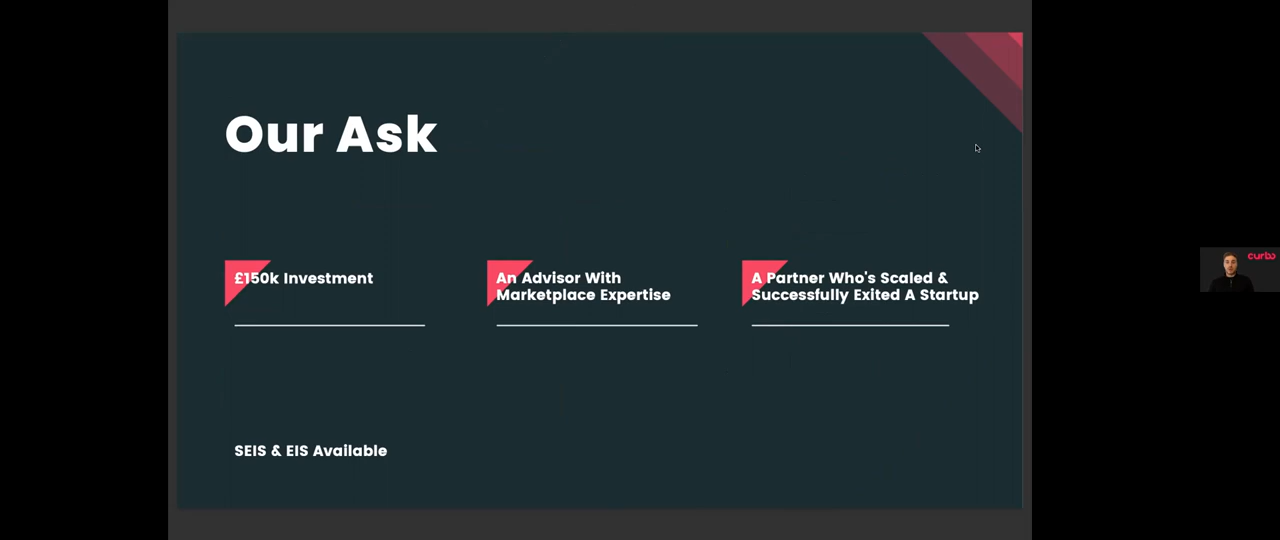 Our Ask
£150k Investment
An Advisor With
Marketplace Expertise
A Partner Who's Scaled &
Successfully Exited A Startup
SEIS & EIS Available
curbo